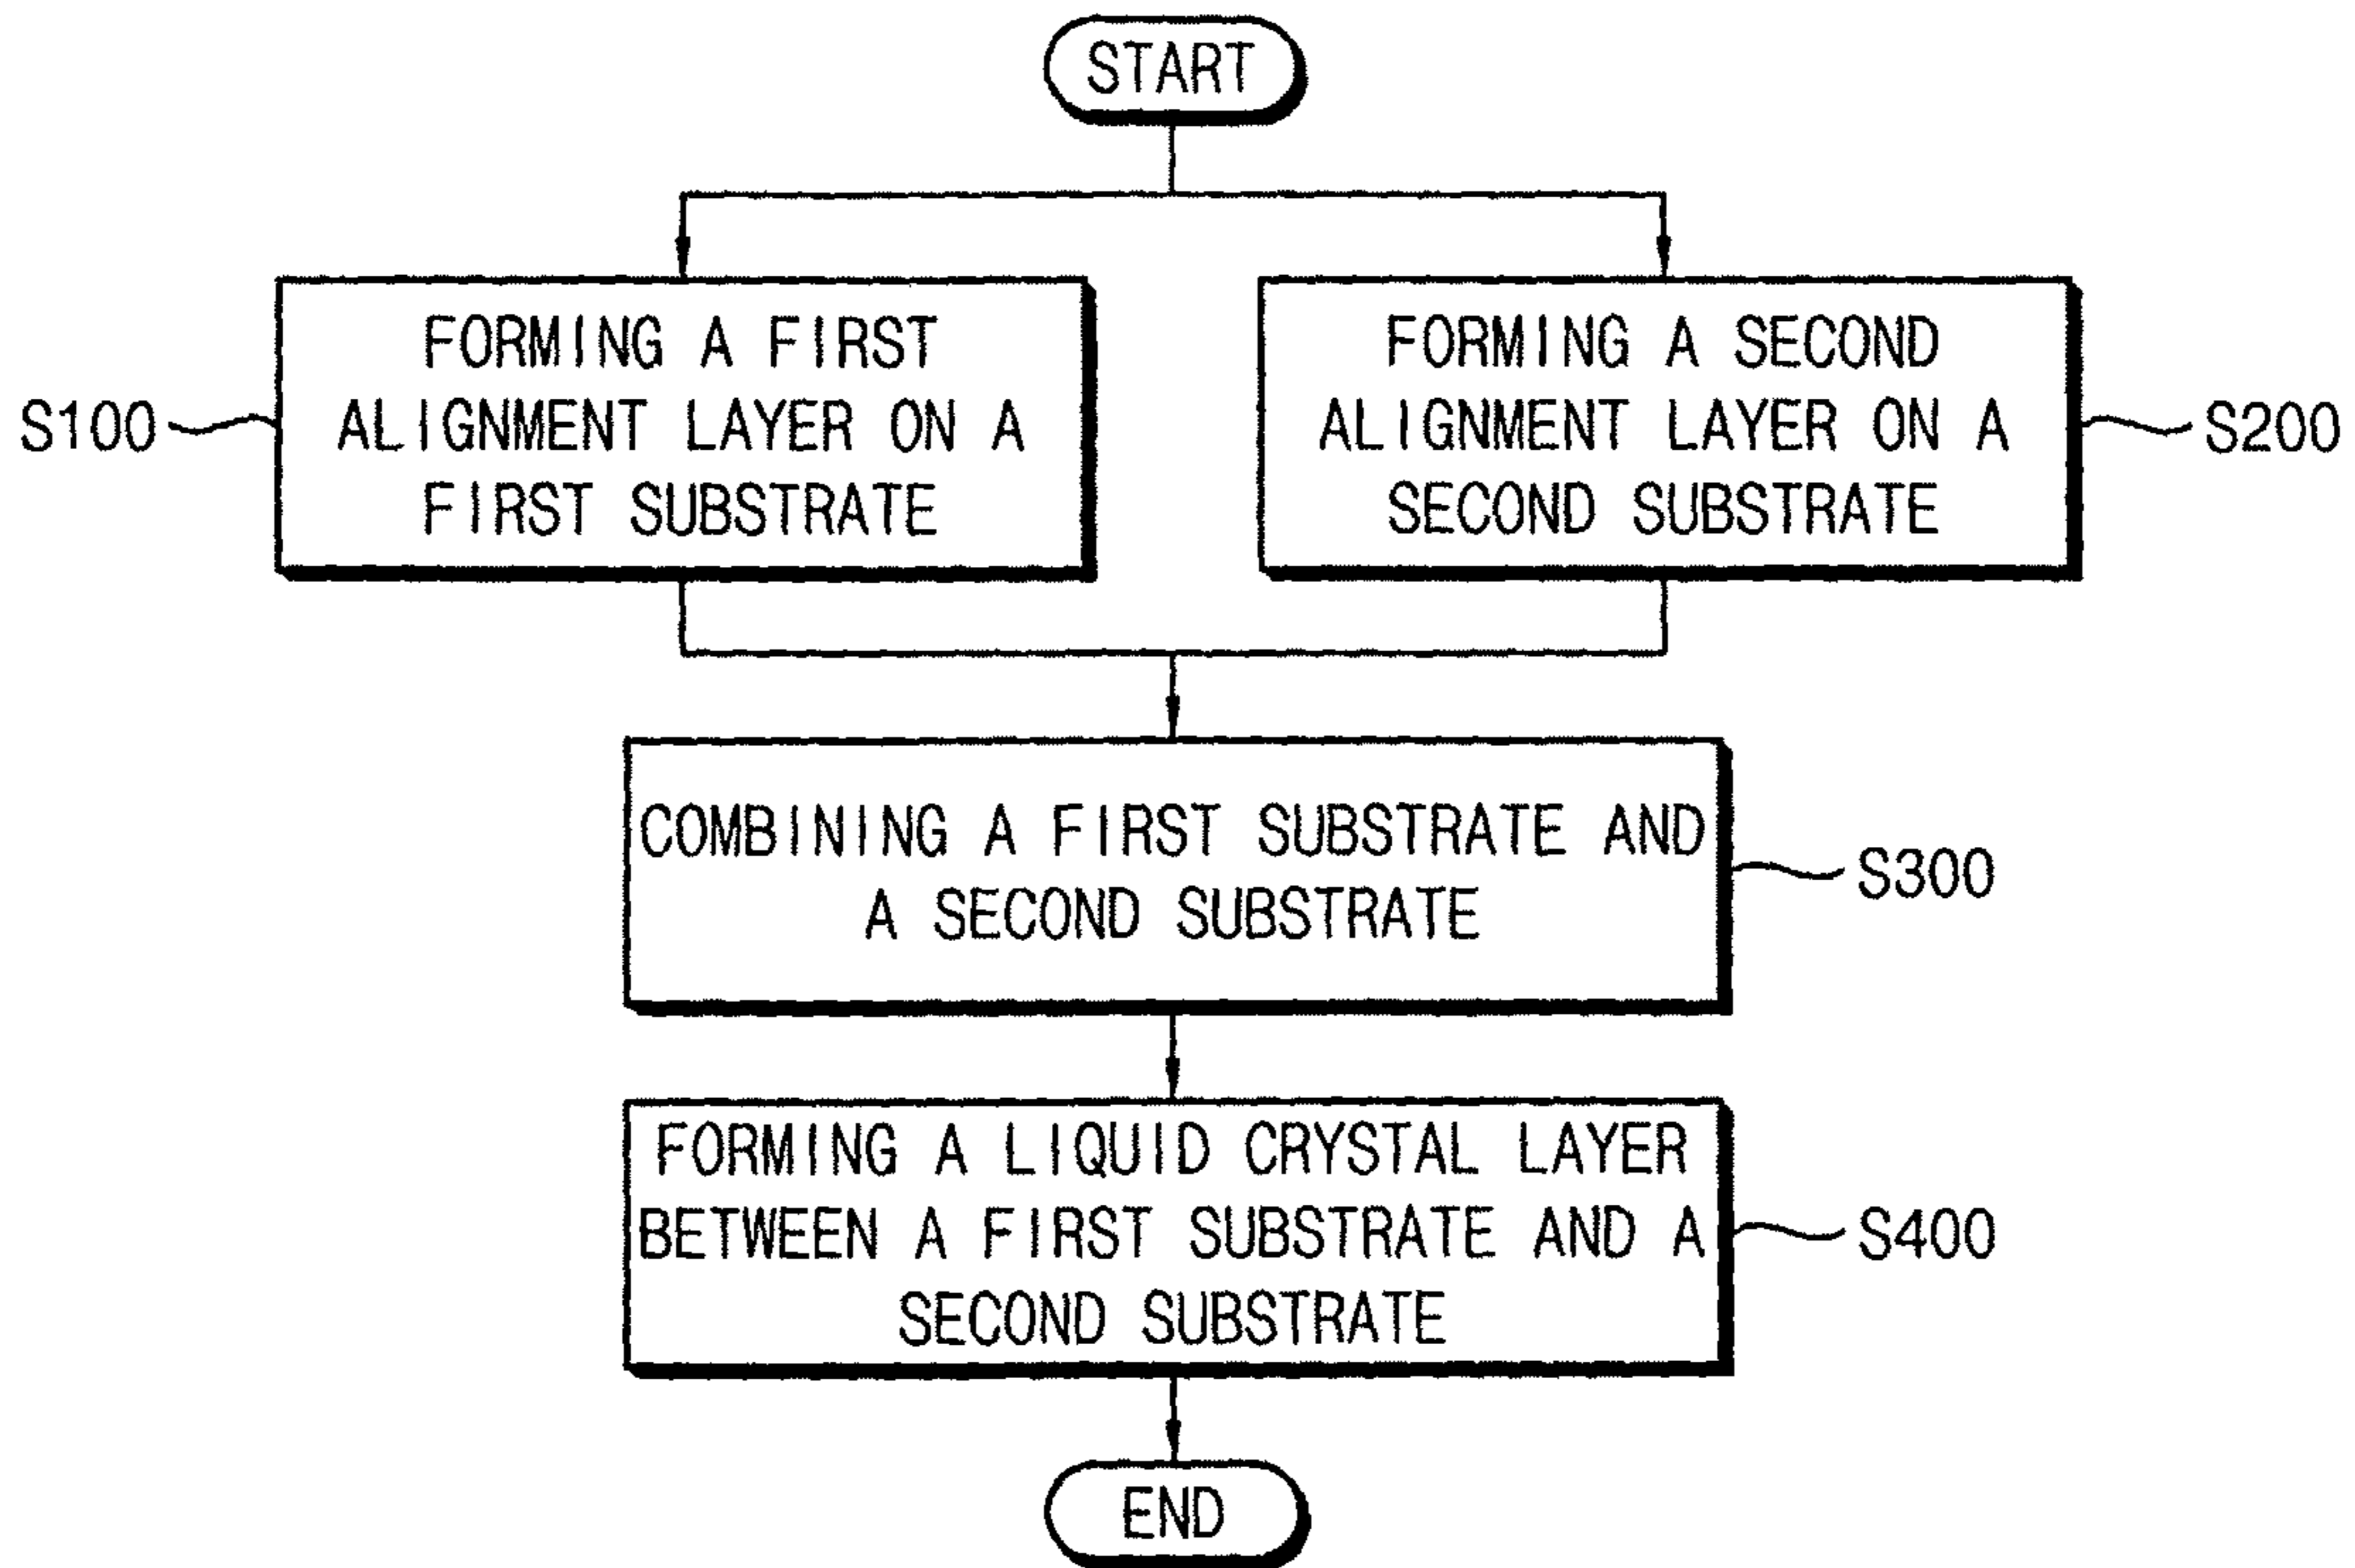 START
FORMING A FIRST
ALIGNMENT LAYER ON A
FIRST SUBSTRATE
S100
FORMING A SECOND
ALIGNMENT LAYER ON A
SECOND SUBSTRATE
S200
COMBINING A FIRST SUBSTRATE AND
A SECOND SUBSTRATE
S300
FORMING A LIQUID CRYSTAL LAYER
BETWEEN A FIRST SUBSTRATE AND A
SECOND SUBSTRATE
S400
END